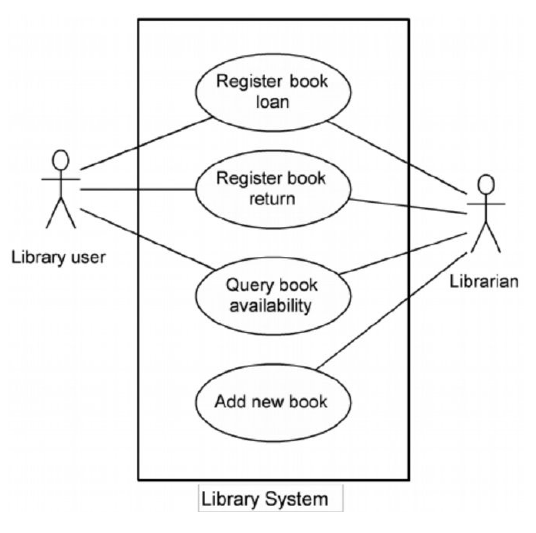 Register book
loan
Register book
return
Library user
Librarian
Query book
availability
Add new book
Library System